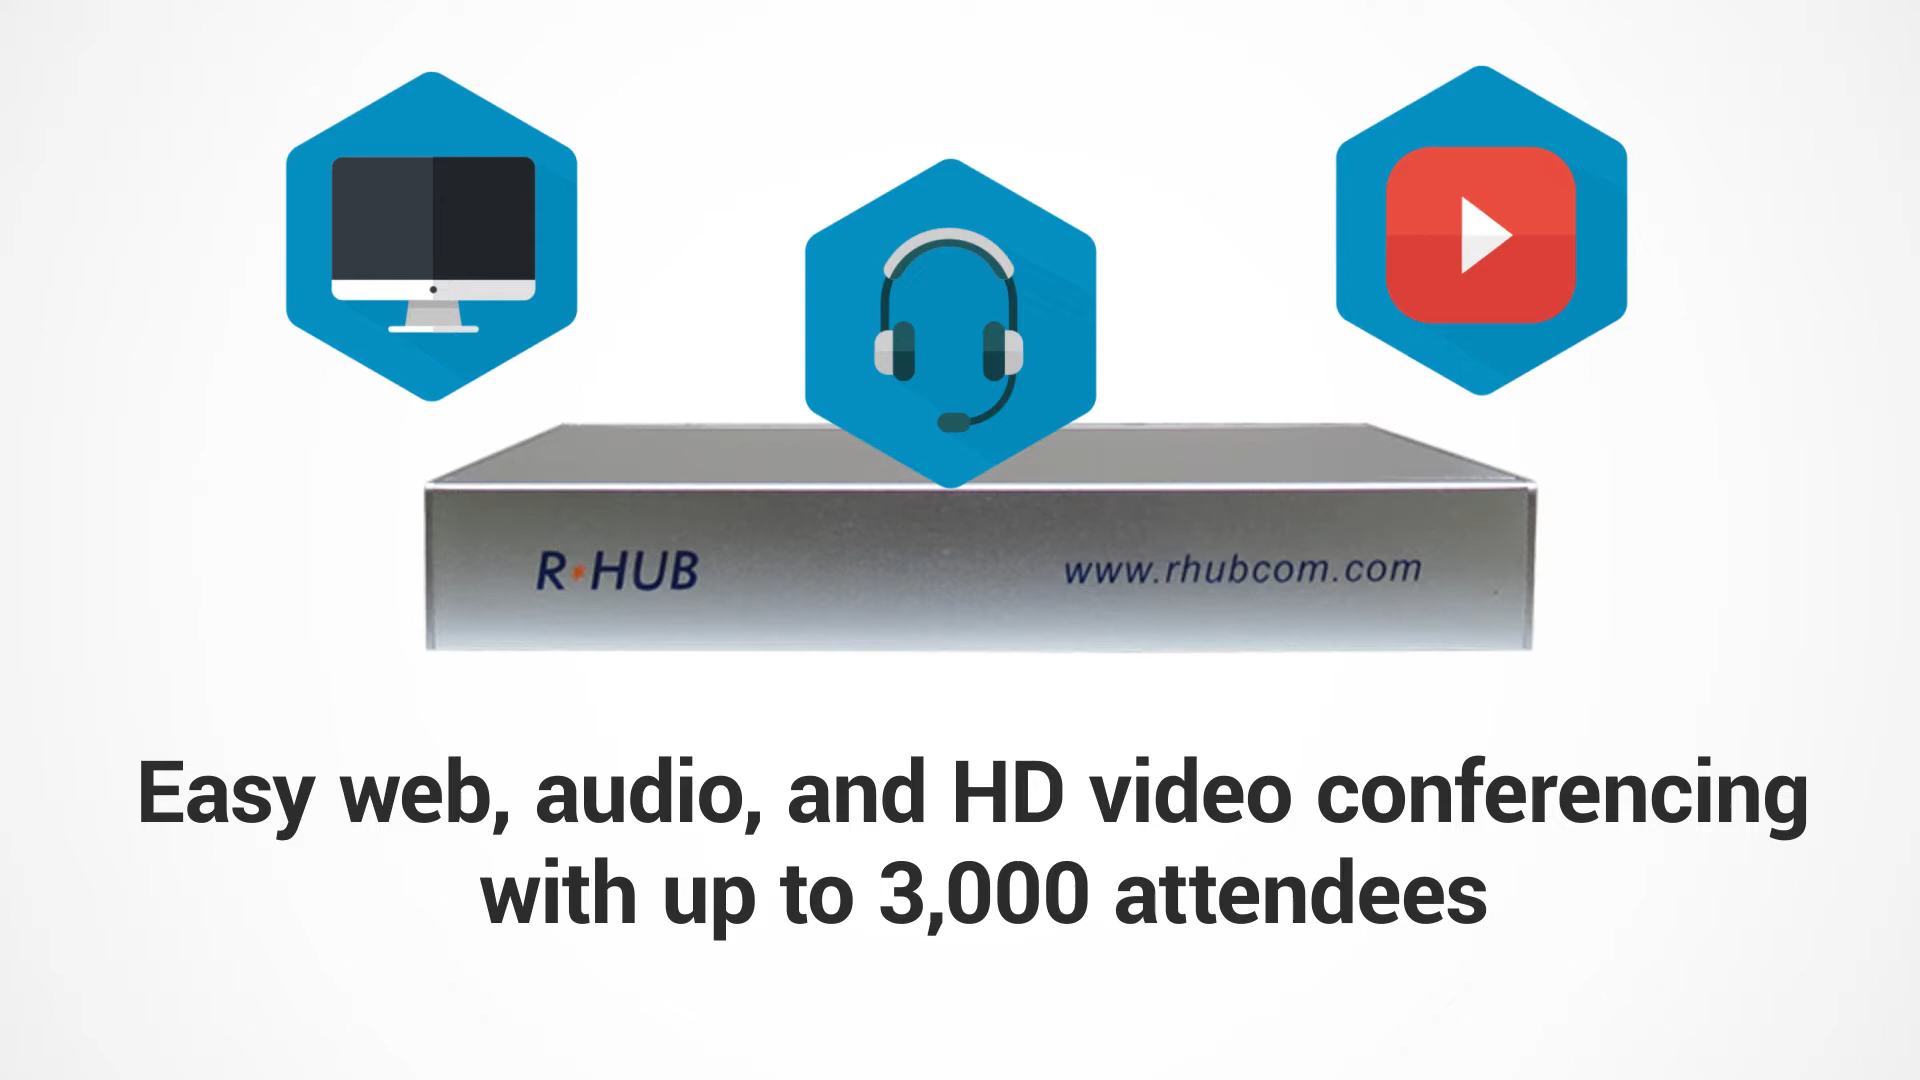 R*HUB
www.rhubcom.com
Easy web, audio, and HD video conferencing
with up to 3,000 attendees